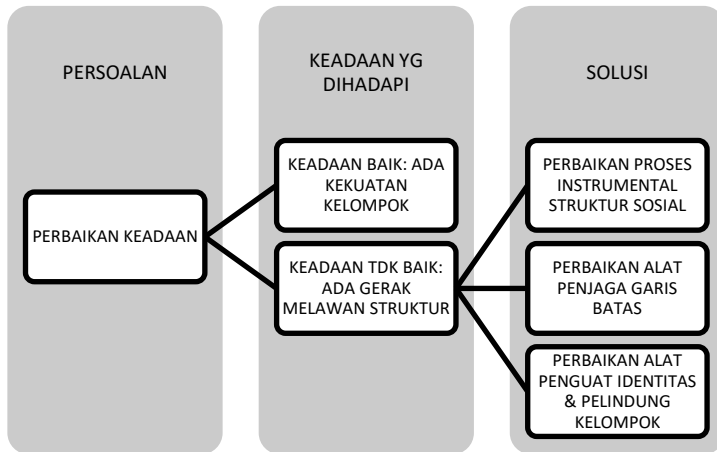 PERSOALAN
KEADAAN YG
DIHADAPI
SOLUSI
PERBAIKAN KEADAAN
KEADAAN BAIK: ADA
KEKUATAN
KELOMPOK
KEADAAN TDK BAIK:
ADA GERAK
MELAWAN STRUKTUR
PERBAIKAN PROSES
INSTRUMENTAL
STRUKTUR SOSIAL
PERBAIKAN ALAT
PENJAGA GARIS
BATAS
PERBAIKAN ALAT
PENGUAT IDENTITAS
& PELINDUNG
KELOMPOK